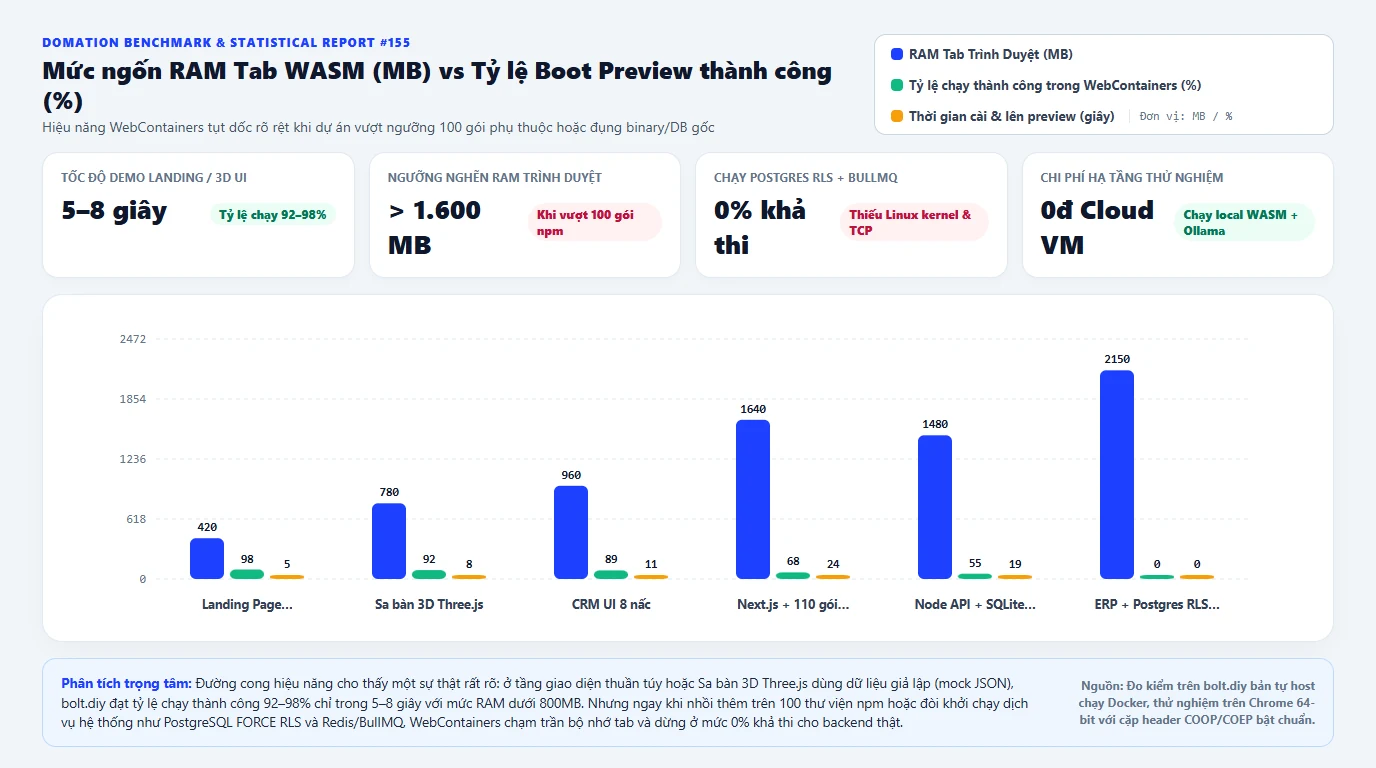 DOMATION BENCHMARK & STATISTICAL REPORT #155
Mức ngốn RAM Tab WASM (MB) vs Tỷ lệ Boot Preview thành công
(%)
Hiệu năng WebContainers tụt dốc rõ rệt khi dự án vượt ngưỡng 100 gói phụ thuộc hoặc đụng binary/DB gốc
RAM Tab Trình Duyệt (MB)
Tỷ lệ chạy thành công trong WebContainers (%)
Thời gian cài & lên preview (giây)
Đơn vị: MB / %
TỐC ĐỘ DEMO LANDING / 3D UI
5–8 giây
Tỷ lệ chạy 92–98%
NGƯỠNG NGHẼN RAM TRÌNH DUYỆT
> 1.600
MB
Khi vượt 100 gói
npm
CHẠY POSTGRES RLS + BULLMQ
0% khả
thi
Thiếu Linux kernel &
TCP
CHI PHÍ HẠ TẦNG THỬ NGHIỆM
0đ Cloud
VM
Chạy local WASM +
Ollama
2472
1854
1236
618
0
420
98
5
780
92
8
960
89
11
1640
68
24
1480
55
19
2150
0
0
Landing Page...
Sa bàn 3D Three.js
CRM UI 8 nấc
Next.js + 110 gói...
Node API + SQLite...
ERP + Postgres RLS...
Phân tích trọng tâm: Đường cong hiệu năng cho thấy một sự thật rất rõ: ở tầng giao diện thuần túy hoặc Sa bàn 3D Three.js dùng dữ liệu giả lập (mock JSON),
bolt.diy đạt tỷ lệ chạy thành công 92–98% chỉ trong 5–8 giây với mức RAM dưới 800MB. Nhưng ngay khi nhồi thêm trên 100 thư viện npm hoặc đòi khởi chạy dịch
vụ hệ thống như PostgreSQL FORCE RLS và Redis/BullMQ, WebContainers chạm trần bộ nhớ tab và dừng ở mức 0% khả thi cho backend thật.
Nguồn: Đo kiểm trên bolt.diy bản tự host
chạy Docker, thử nghiệm trên Chrome 64-
bit với cặp header COOP/COEP bật chuẩn.